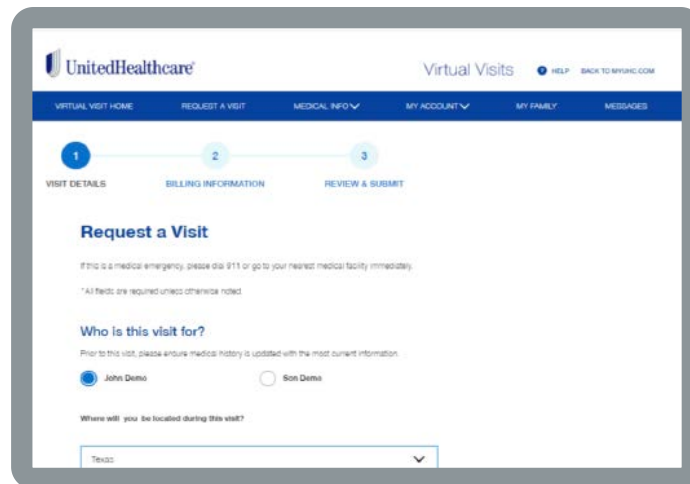 UnitedHealthcare®
Virtual Visits ? HELP BACK TO MYUHC.COM
VIRTUAL VISIT HOME REQUEST A VISIT MEDICAL INFO MY ACCOUNT MY FAMILY MESSAGES
1 2 3
VISIT DETAILS BILLING INFORMATION REVIEW & SUBMIT
Request a Visit
If this is a medical emergency, please dial 911 or go to your nearest medical facility immediately.
*All fields are required unless otherwise noted.
Who is this visit for?
Prior to this visit, please ensure medical history is updated with the most current information.
John Demo Son Demo
Where will you be located during this visit?
Texas